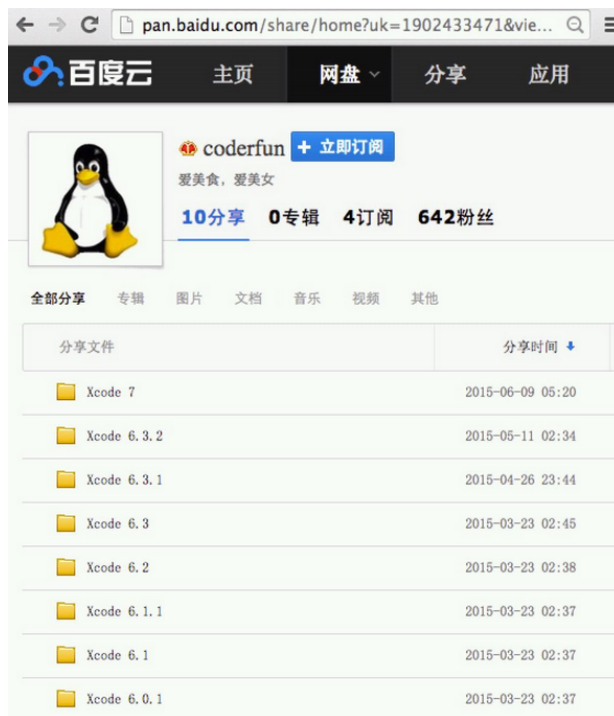 pan.baidu.com/share/home?uk=1902433471&vie...
百度云 主页 网盘 分享 应用
coderfun + 立即订阅
爱美食，爱美女
10分享 0专辑 4订阅 642粉丝
全部分享 专辑 图片 文档 音乐 视频 其他
分享文件 分享时间
Xcode 7 2015-06-09 05:20
Xcode 6.3.2 2015-05-11 02:34
Xcode 6.3.1 2015-04-26 23:44
Xcode 6.3 2015-03-23 02:45
Xcode 6.2 2015-03-23 02:38
Xcode 6.1.1 2015-03-23 02:37
Xcode 6.1 2015-03-23 02:37
Xcode 6.0.1 2015-03-23 02:37